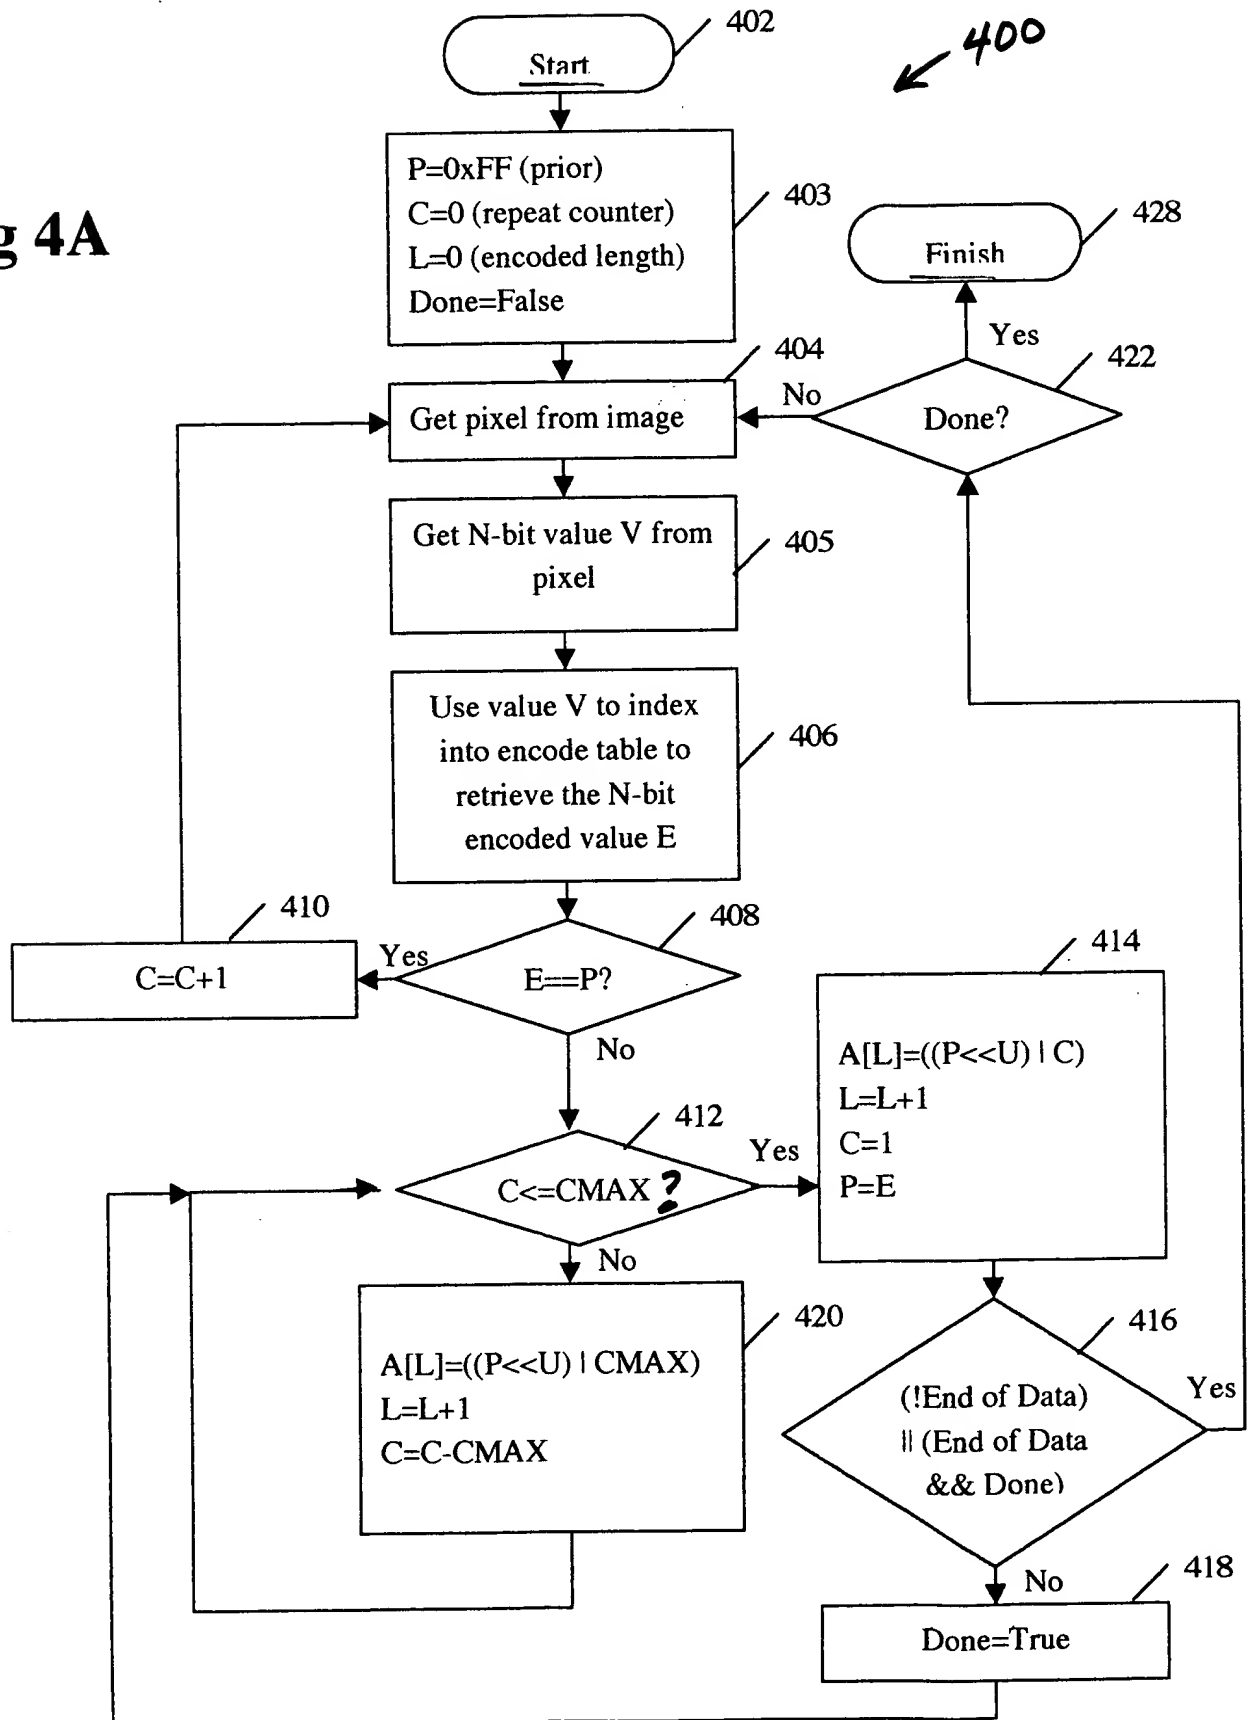 402
Start
400
g 4A
P=0xFF (prior)
C=0 (repeat counter)
L=0 (encoded length)
Done=False
403
428
Finish
Yes
404
422
Get pixel from image
No
Done?
Get N-bit value V from
pixel
405
Use value V to index
into encode table to
retrieve the N-bit
encoded value E
406
410
408
C=C+1
Yes
E==P?
No
414
A[L]=((P<<U) | C)
L=L+1
C=1
P=E
412
C<=CMAX ?
Yes
No
420
A[L]=((P<<U) | CMAX)
L=L+1
C=C-CMAX
416
(!End of Data)
|| (End of Data
&& Done)
Yes
No
418
Done=True